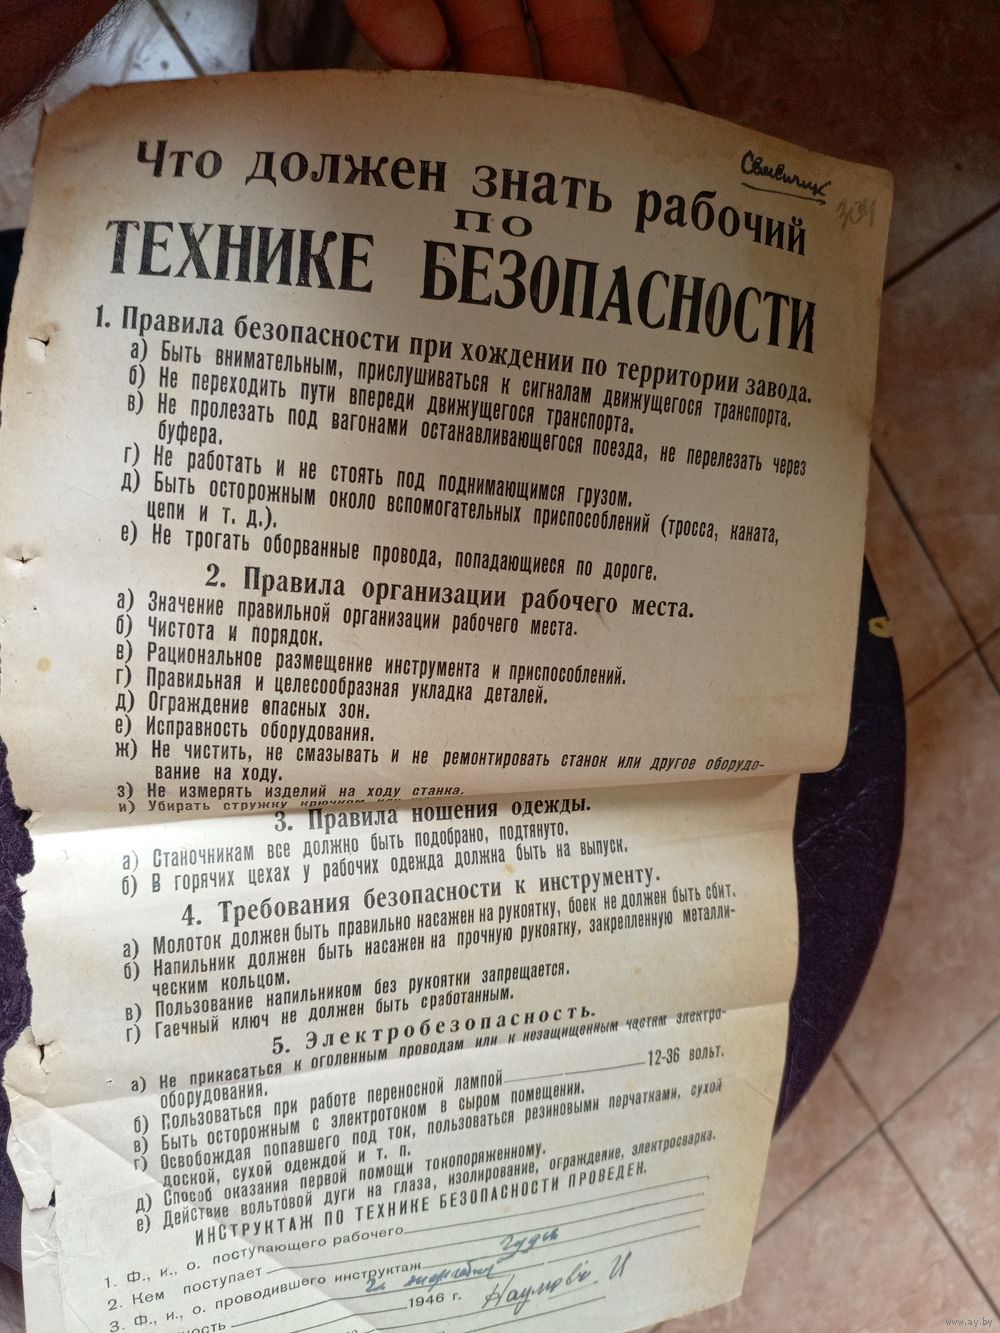 Что должен знать рабочий
по
ТЕХНИКЕ БЕЗОПАСНОСТИ
1. Правила безопасности при хождении по территории завода.
а) Быть внимательным, прислушиваться к сигналам движущегося транспорта.
б) Не переходить пути впереди движущегося транспорта.
в) Не пролезать под вагонами останавливающегося поезда, не перелезать через
буфера.
г) Не работать и не стоять под поднимающимся грузом.
д) Быть осторожным около вспомогательных приспособлений (тросса, каната,
цепи и т. д.).
е) Не трогать оборванные провода, попадающиеся по дороге.
2. Правила организации рабочего места.
а) Значение правильной организации рабочего места.
б) Чистота и порядок.
в) Рациональное размещение инструмента и приспособлений.
г) Правильная и целесообразная укладка деталей.
д) Ограждение опасных зон.
е) Исправность оборудования.
ж) Не чистить, не смазывать и не ремонтировать станок или другое оборудо-
вание на ходу.
з) Не измерять изделий на ходу станка.
и) Убирать стружку крючком или
3. Правила ношения одежды.
а) Станочникам все должно быть подобрано, подтянуто.
б) В горячих цехах у рабочих одежда должна быть на выпуск.
4. Требования безопасности к инструменту.
а) Молоток должен быть правильно насажен на рукоятку, боек не должен быть сбит.
б) Напильник должен быть насажен на прочную рукоятку, закрепленную металли-
ческим кольцом.
в) Пользование напильником без рукоятки запрещается.
г) Гаечный ключ не должен быть сработанным.
5. Электробезопасность.
а) Не прикасаться к оголенным проводам или к незащищенным частям электро-
оборудования.
б) Пользоваться при работе переносной лампой 12-36 вольт.
в) Быть осторожным с электротоком в сыром помещении.
г) Освобождая попавшего под ток, пользоваться резиновыми перчатками, сухой
доской, сухой одеждой и т. п.
д) Способ оказания первой помощи токопоряженному.
е) Действие вольтовой дуги на глаза, изолирование, ограждение, электросварка.
ИНСТРУКТАЖ ПО ТЕХНИКЕ БЕЗОПАСНОСТИ ПРОВЕДЕН.
1. Ф., и., о. поступающего рабочего
2. Кем поступает
3. Ф., и., о. проводившего инструктаж
ность
1946 г.
www.ay.by